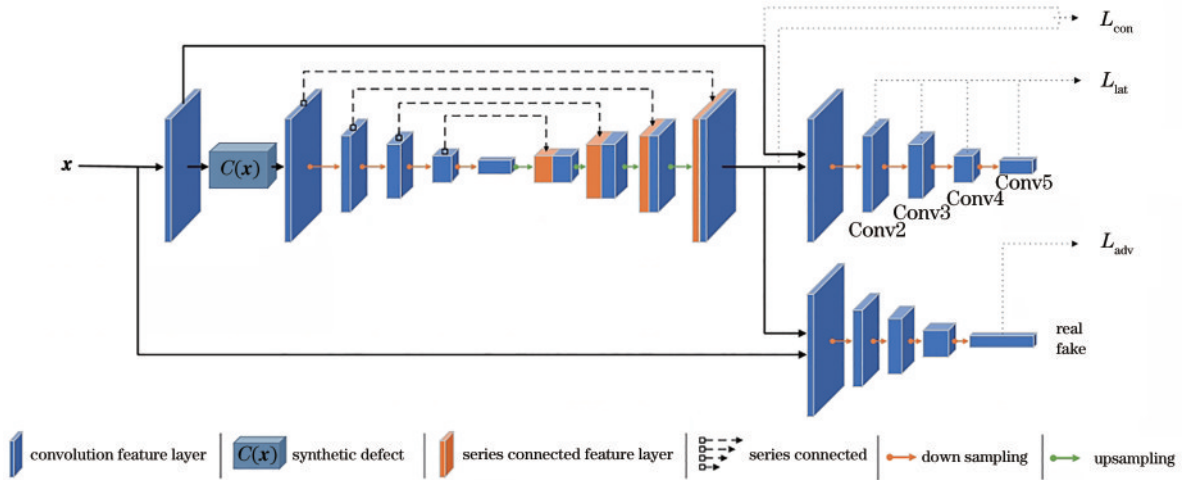 L_con
L_lat
x
C(x)
Conv5
Conv4
Conv3
Conv2
L_adv
real
fake
convolution feature layer
C(x) synthetic defect
series connected feature layer
series connected
down sampling
upsampling